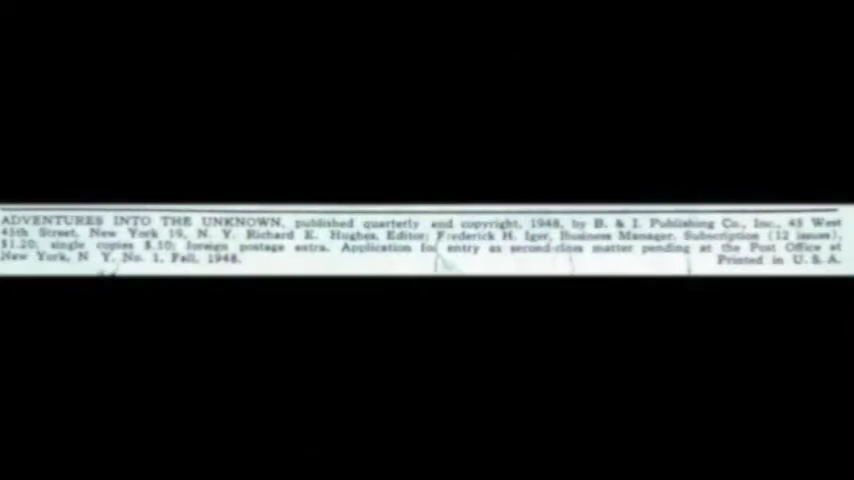 ADVENTURES INTO THE UNKNOWN, published quarterly and copyright, 1948, by B. & I. Publishing Co., Inc., 45 West
45th Street, New York 19, N. Y. Richard E. Hughes, Editor; Frederick H. Iger, Business Manager. Subscription (12 issues),
$1.20; single copies $.10; foreign postage extra. Application for entry as second-class matter pending at the Post Office at
New York, N. Y. No. 1, Fall, 1948. Printed in U. S. A.